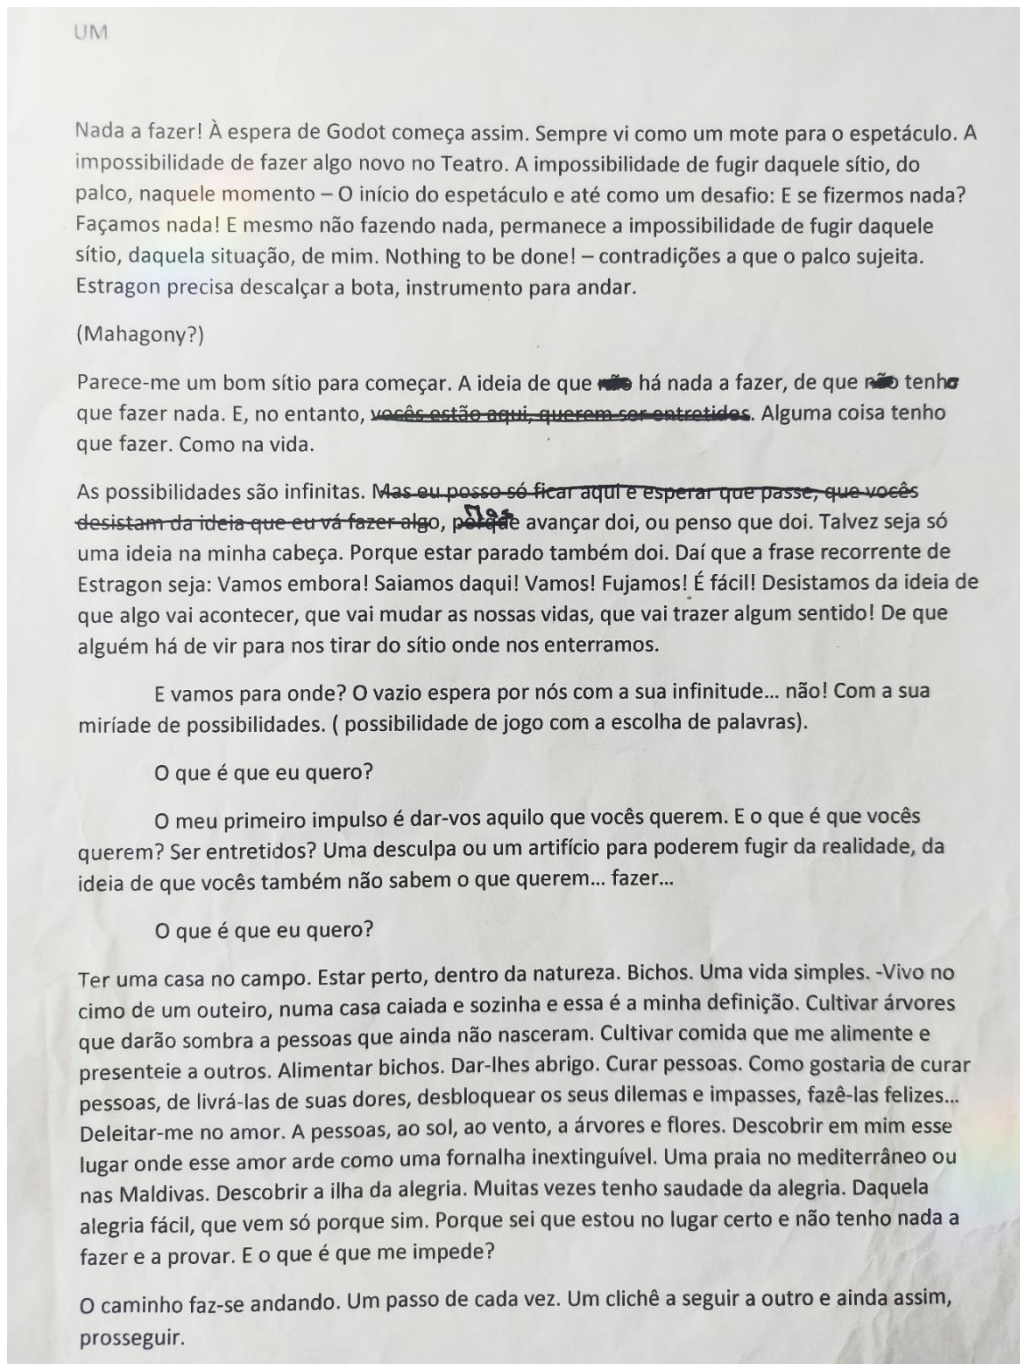 UM
Nada a fazer! À espera de Godot começa assim. Sempre vi como um mote para o espetáculo. A
impossibilidade de fazer algo novo no Teatro. A impossibilidade de fugir daquele sítio, do
palco, naquele momento – O início do espetáculo e até como um desafio: E se fizermos nada?
Façamos nada! E mesmo não fazendo nada, permanece a impossibilidade de fugir daquele
sítio, daquela situação, de mim. Nothing to be done! – contradições a que o palco sujeita.
Estragon precisa descalçar a bota, instrumento para andar.
(Mahagony?)
Parece-me um bom sítio para começar. A ideia de que não há nada a fazer, de que não tenho
que fazer nada. E, no entanto, vocês estão aqui, querem ser entretidos. Alguma coisa tenho
que fazer. Como na vida.
As possibilidades são infinitas. Mas eu posso só ficar aqui e esperar que passe, que vocês
Mas
desistam da ideia que eu vá fazer algo, porque avançar doi, ou penso que doi. Talvez seja só
uma ideia na minha cabeça. Porque estar parado também doi. Daí que a frase recorrente de
Estragon seja: Vamos embora! Saiamos daqui! Vamos! Fujamos! É fácil! Desistamos da ideia de
que algo vai acontecer, que vai mudar as nossas vidas, que vai trazer algum sentido! De que
alguém há de vir para nos tirar do sítio onde nos enterramos.
E vamos para onde? O vazio espera por nós com a sua infinitude... não! Com a sua
miríade de possibilidades. ( possibilidade de jogo com a escolha de palavras).
O que é que eu quero?
O meu primeiro impulso é dar-vos aquilo que vocês querem. E o que é que vocês
querem? Ser entretidos? Uma desculpa ou um artifício para poderem fugir da realidade, da
ideia de que vocês também não sabem o que querem... fazer...
O que é que eu quero?
Ter uma casa no campo. Estar perto, dentro da natureza. Bichos. Uma vida simples. -Vivo no
cimo de um outeiro, numa casa caiada e sozinha e essa é a minha definição. Cultivar árvores
que darão sombra a pessoas que ainda não nasceram. Cultivar comida que me alimente e
presenteie a outros. Alimentar bichos. Dar-lhes abrigo. Curar pessoas. Como gostaria de curar
pessoas, de livrá-las de suas dores, desbloquear os seus dilemas e impasses, fazê-las felizes...
Deleitar-me no amor. A pessoas, ao sol, ao vento, a árvores e flores. Descobrir em mim esse
lugar onde esse amor arde como uma fornalha inextinguível. Uma praia no mediterrâneo ou
nas Maldivas. Descobrir a ilha da alegria. Muitas vezes tenho saudade da alegria. Daquela
alegria fácil, que vem só porque sim. Porque sei que estou no lugar certo e não tenho nada a
fazer e a provar. E o que é que me impede?
O caminho faz-se andando. Um passo de cada vez. Um clichê a seguir a outro e ainda assim,
prosseguir.